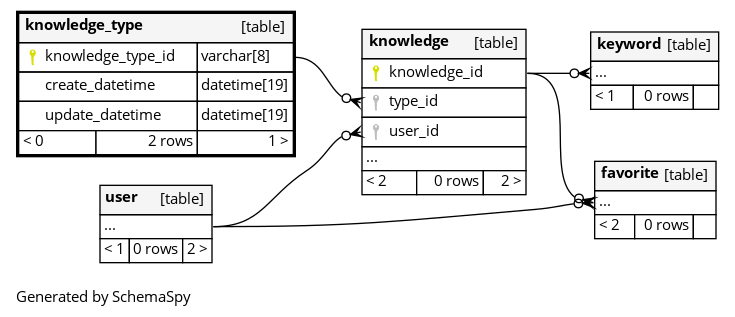 knowledge_type [table]
knowledge_type_id varchar[8]
create_datetime datetime[19]
update_datetime datetime[19]
< 0 2 rows 1 >
knowledge [table]
knowledge_id
type_id
user_id
...
< 2 0 rows 2 >
keyword [table]
...
< 1 0 rows
user [table]
...
< 1 0 rows 2 >
favorite [table]
...
< 2 0 rows
Generated by SchemaSpy